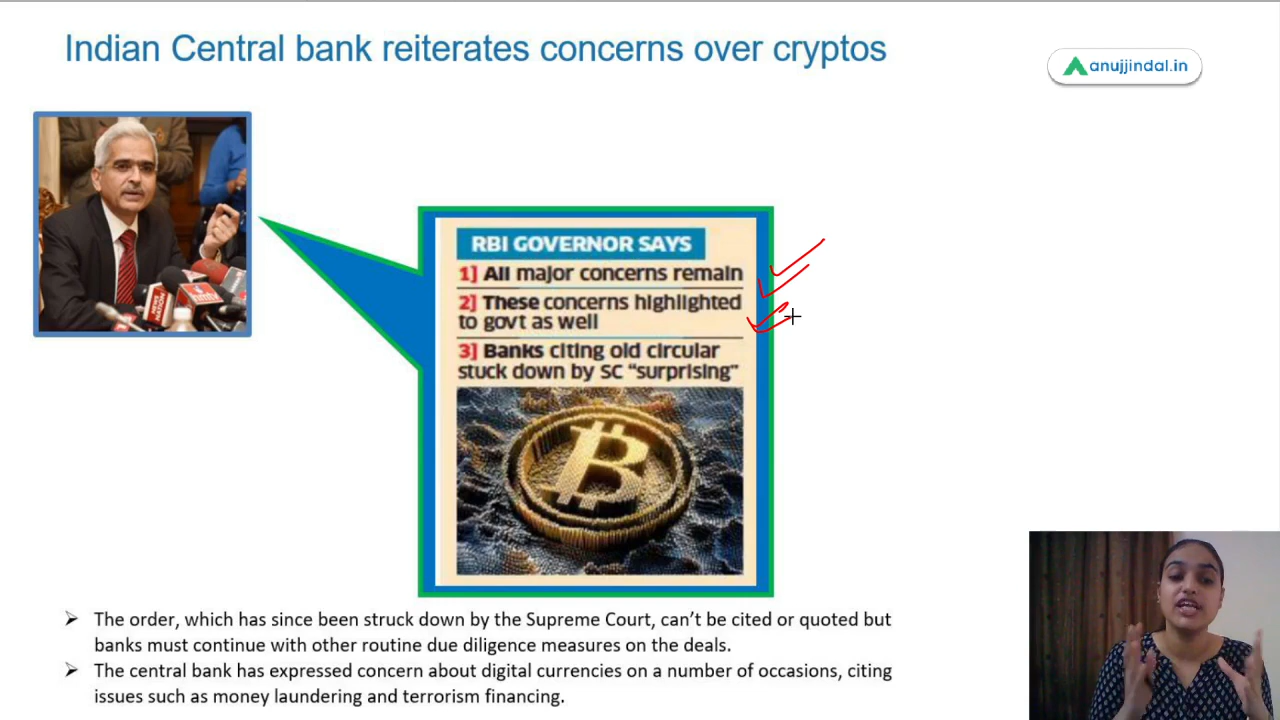 Indian Central bank reiterates concerns over cryptos
anujjindal.in
RBI GOVERNOR SAYS
1] All major concerns remain
2] These concerns highlighted
to govt as well
3] Banks citing old circular
stuck down by SC “surprising”
NEWS
NATION
➢ The order, which has since been struck down by the Supreme Court, can’t be cited or quoted but
banks must continue with other routine due diligence measures on the deals.
➢ The central bank has expressed concern about digital currencies on a number of occasions, citing
issues such as money laundering and terrorism financing.